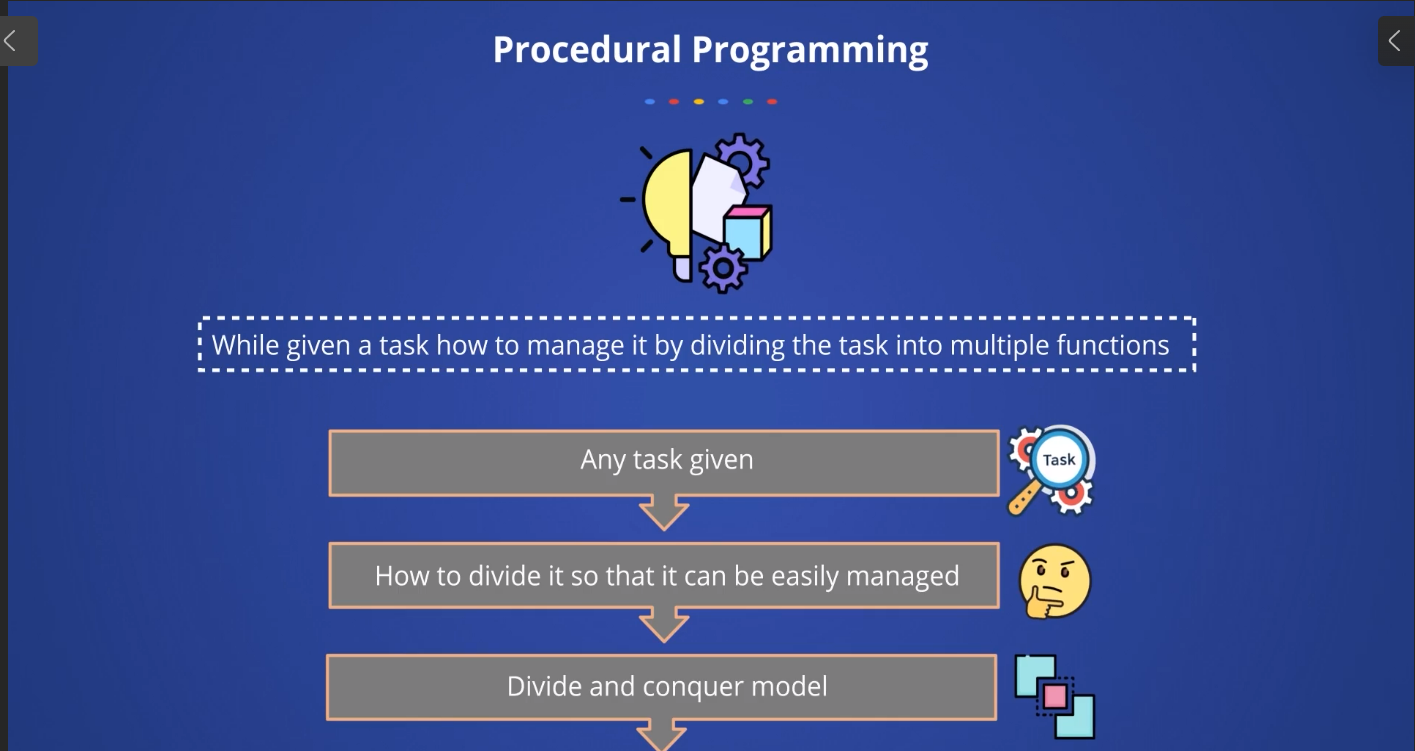 Procedural Programming
While given a task how to manage it by dividing the task into multiple functions
Any task given
Task
How to divide it so that it can be easily managed
Divide and conquer model